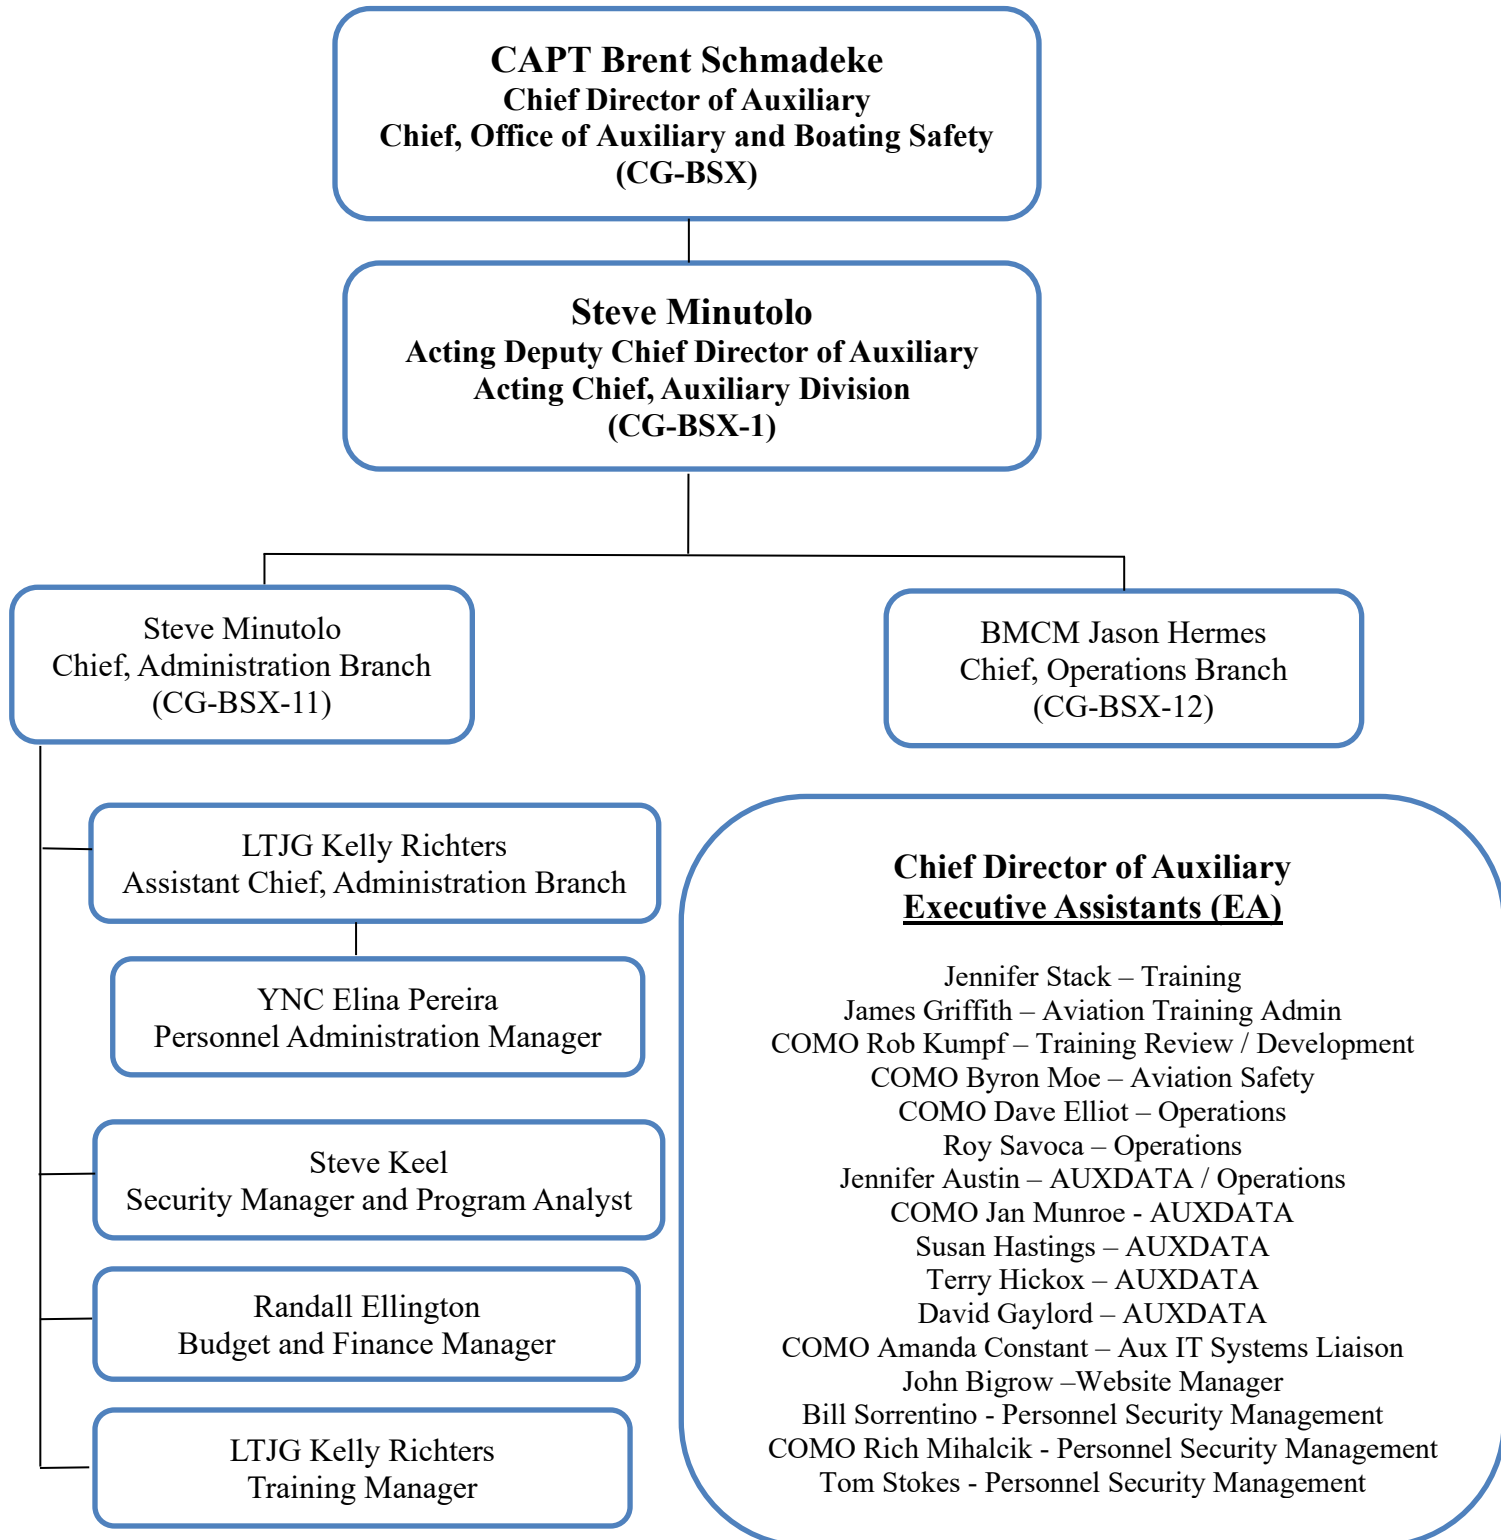 CAPT Brent Schmadeke
Chief Director of Auxiliary
Chief, Office of Auxiliary and Boating Safety
(CG-BSX)
Steve Minutolo
Acting Deputy Chief Director of Auxiliary
Acting Chief, Auxiliary Division
(CG-BSX-1)
Steve Minutolo
Chief, Administration Branch
(CG-BSX-11)
BMCM Jason Hermes
Chief, Operations Branch
(CG-BSX-12)
LTJG Kelly Richters
Assistant Chief, Administration Branch
YNC Elina Pereira
Personnel Administration Manager
Steve Keel
Security Manager and Program Analyst
Randall Ellington
Budget and Finance Manager
LTJG Kelly Richters
Training Manager
Chief Director of Auxiliary
Executive Assistants (EA)
Jennifer Stack – Training
James Griffith – Aviation Training Admin
COMO Rob Kumpf – Training Review / Development
COMO Byron Moe – Aviation Safety
COMO Dave Elliot – Operations
Roy Savoca – Operations
Jennifer Austin – AUXDATA / Operations
COMO Jan Munroe - AUXDATA
Susan Hastings – AUXDATA
Terry Hickox – AUXDATA
David Gaylord – AUXDATA
COMO Amanda Constant – Aux IT Systems Liaison
John Bigrow –Website Manager
Bill Sorrentino - Personnel Security Management
COMO Rich Mihalcik - Personnel Security Management
Tom Stokes - Personnel Security Management